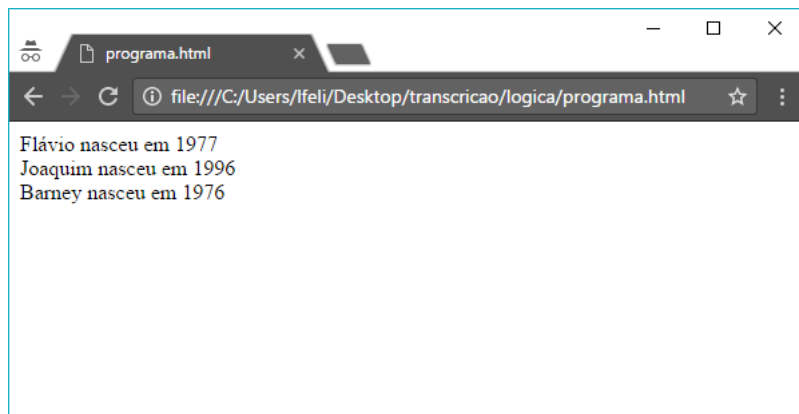 programa.html
file:///C:/Users/lfeli/Desktop/transcricao/logica/programa.html
Flávio nasceu em 1977
Joaquim nasceu em 1996
Barney nasceu em 1976